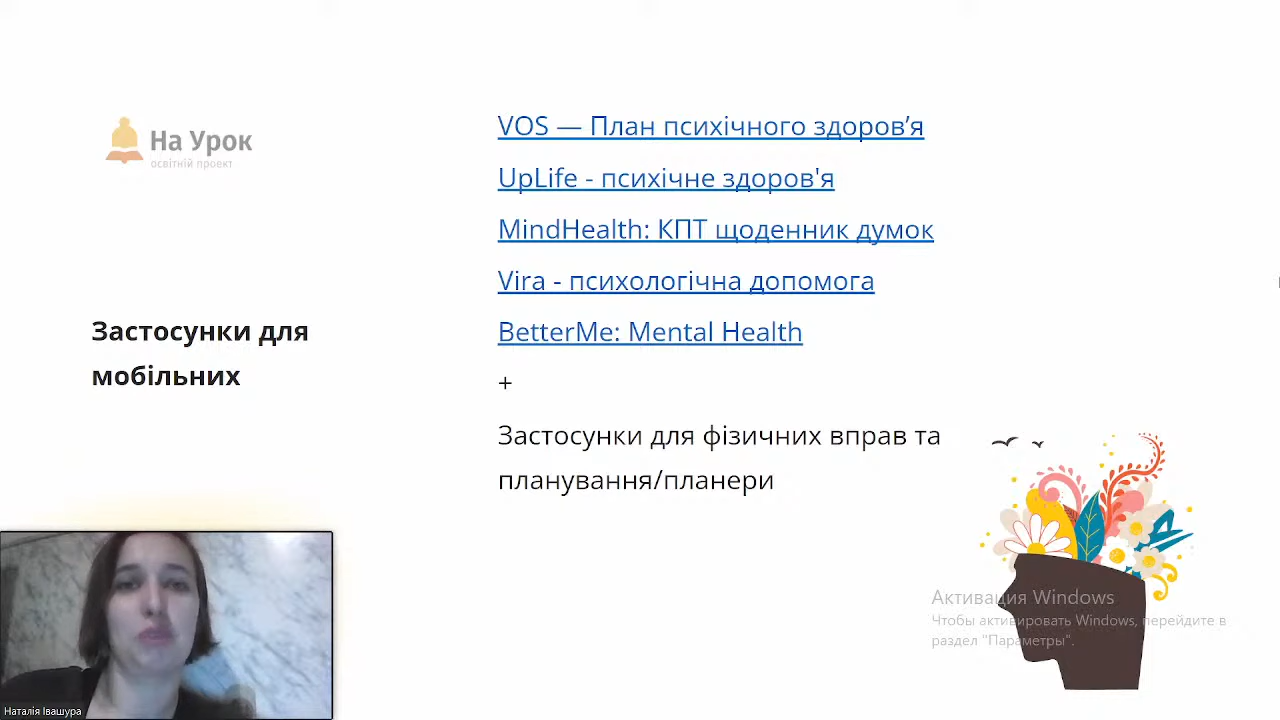 На Урок
освітній проект
VOS — План психічного здоров’я
UpLife - психічне здоров'я
MindHealth: КПТ щоденник думок
Vira - психологічна допомога
BetterMe: Mental Health
+
Застосунки для фізичних вправ та
планування/планери
Застосунки для
мобільних
Активация Windows
Чтобы активировать Windows, перейдите в
раздел "Параметры".
Наталія Івашура